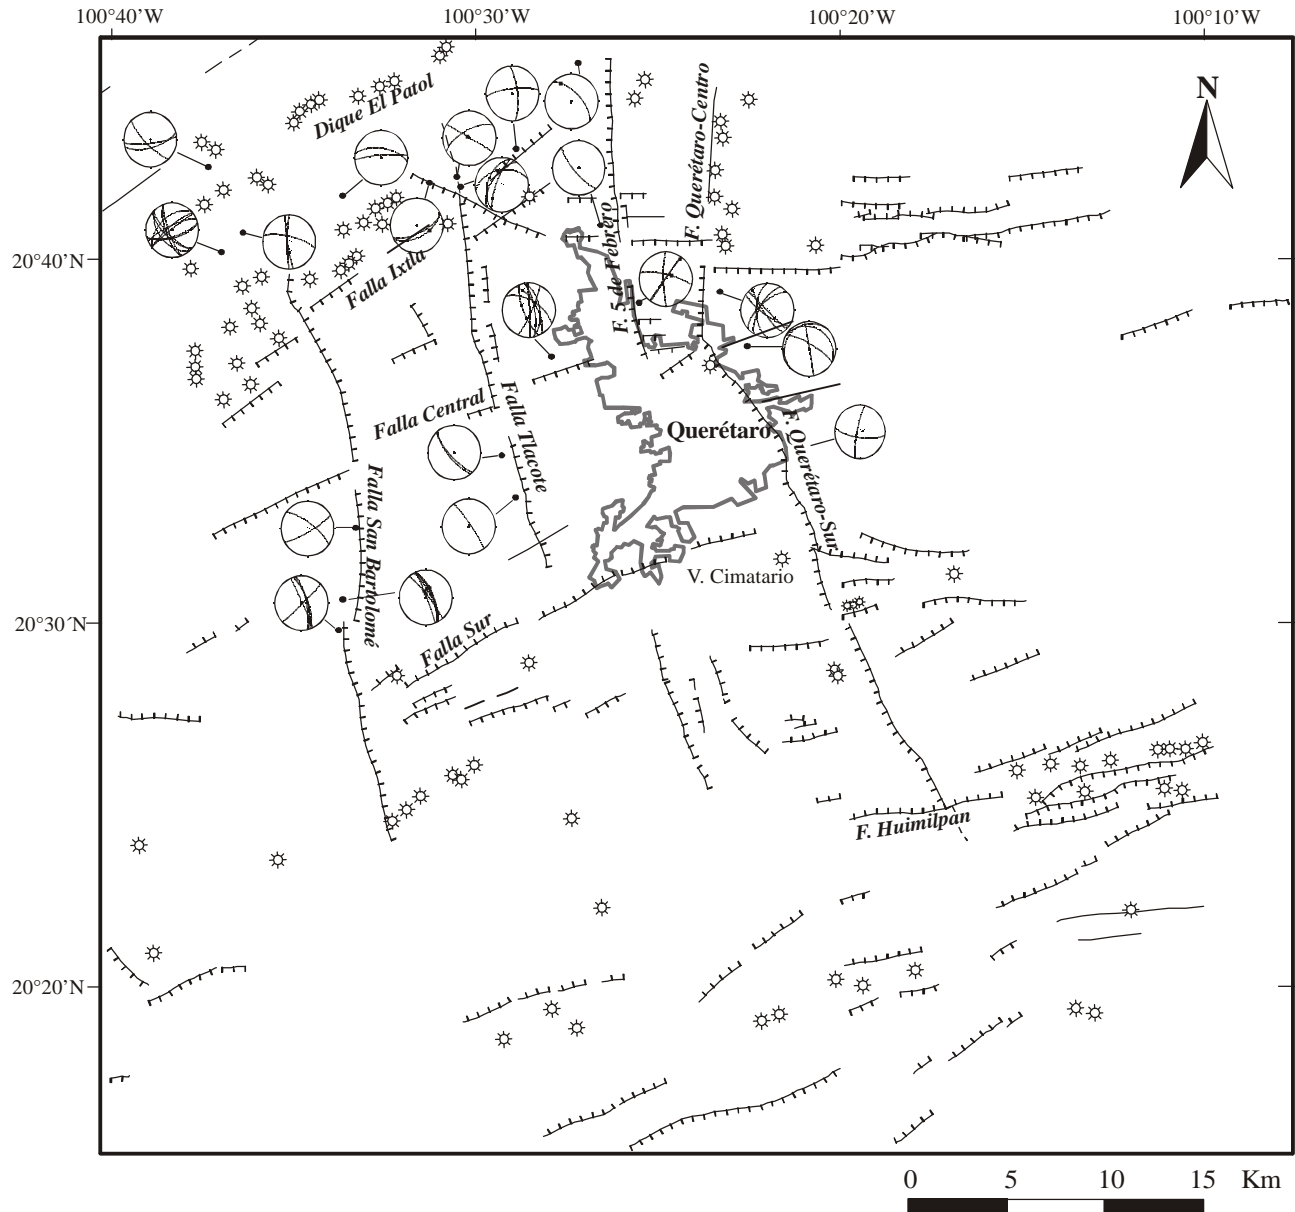 100°40’W
100°30’W
100°20’W
100°10’W
N
Dique El Patol
F. Querétaro-Centro
F. 5 de Febrero
20°40’N
Falla Ixtla
Falla Central
Falla Tlacote
Querétaro
F. Querétaro-Sur
Falla San Bartolomé
V. Cimatario
20°30’N
Falla Sur
F. Huimilpan
20°20’N
0 5 10 15 Km